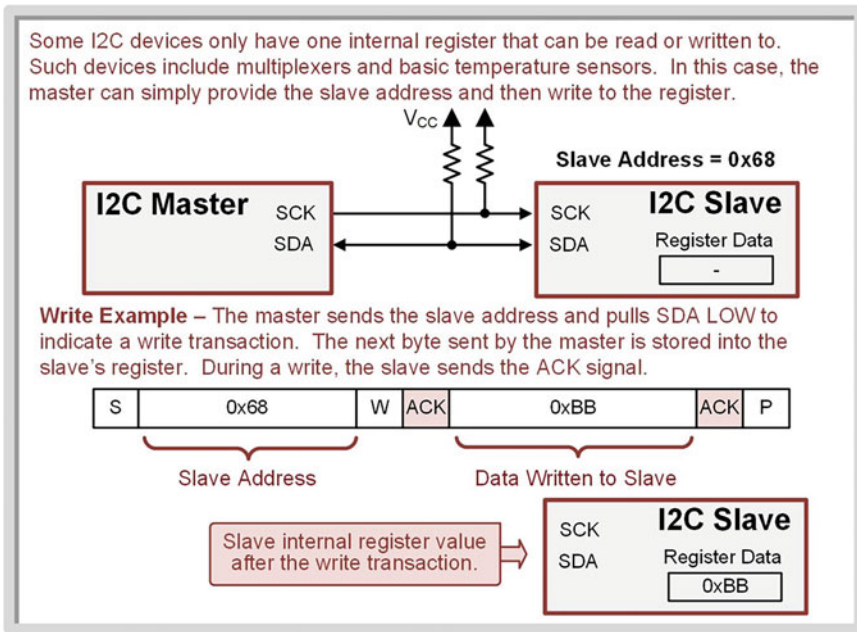 Some I2C devices only have one internal register that can be read or written to.
Such devices include multiplexers and basic temperature sensors. In this case, the
master can simply provide the slave address and then write to the register.
VCC
Slave Address = 0x68
I2C Master
SCK
SDA
I2C Slave
SCK
SDA
Register Data
-
Write Example – The master sends the slave address and pulls SDA LOW to
indicate a write transaction. The next byte sent by the master is stored into the
slave's register. During a write, the slave sends the ACK signal.
S 0x68 W ACK 0xBB ACK P
Slave Address Data Written to Slave
Slave internal register value
after the write transaction.
I2C Slave
SCK
SDA
Register Data
0xBB